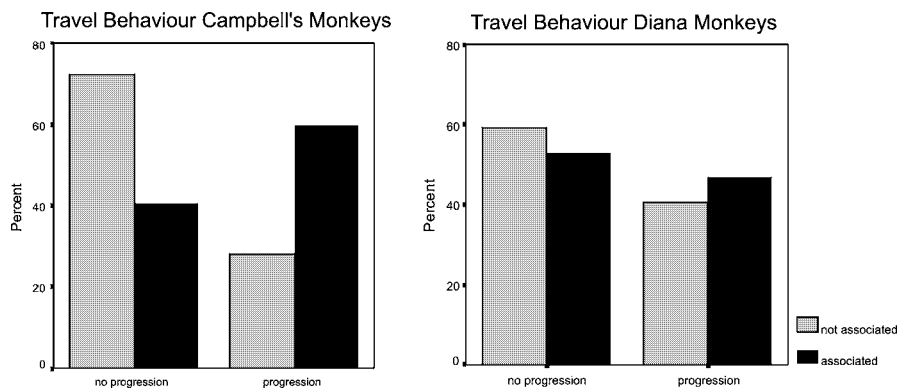 Travel Behaviour Campbell's Monkeys
80
60
40
20
0
Percent
no progression
progression
Travel Behaviour Diana Monkeys
80
60
40
20
0
Percent
no progression
progression
not associated
associated